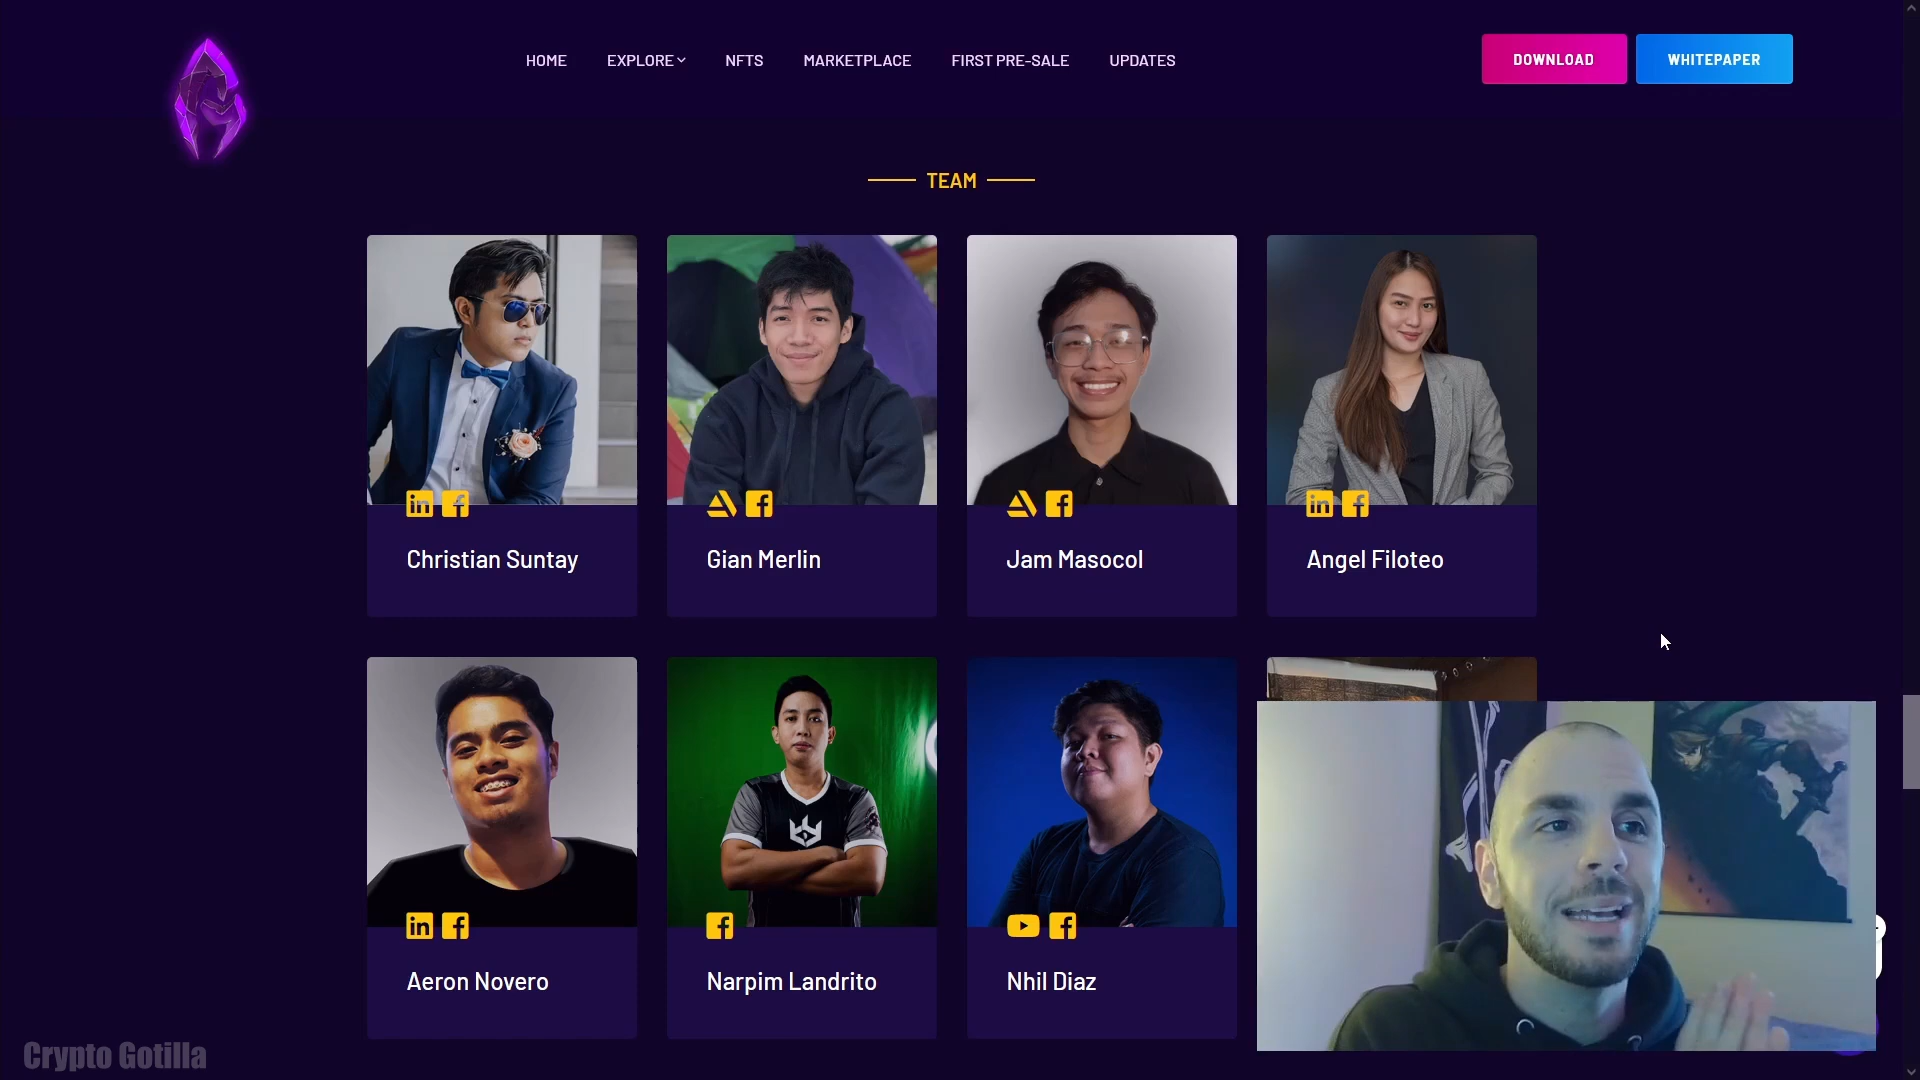 HOME
EXPLORE
NFTS
MARKETPLACE
FIRST PRE-SALE
UPDATES
DOWNLOAD
WHITEPAPER
TEAM
Christian Suntay
Gian Merlin
Jam Masocol
Angel Filoteo
Aeron Novero
Narpim Landrito
Nhil Diaz
Crypto Gotilla